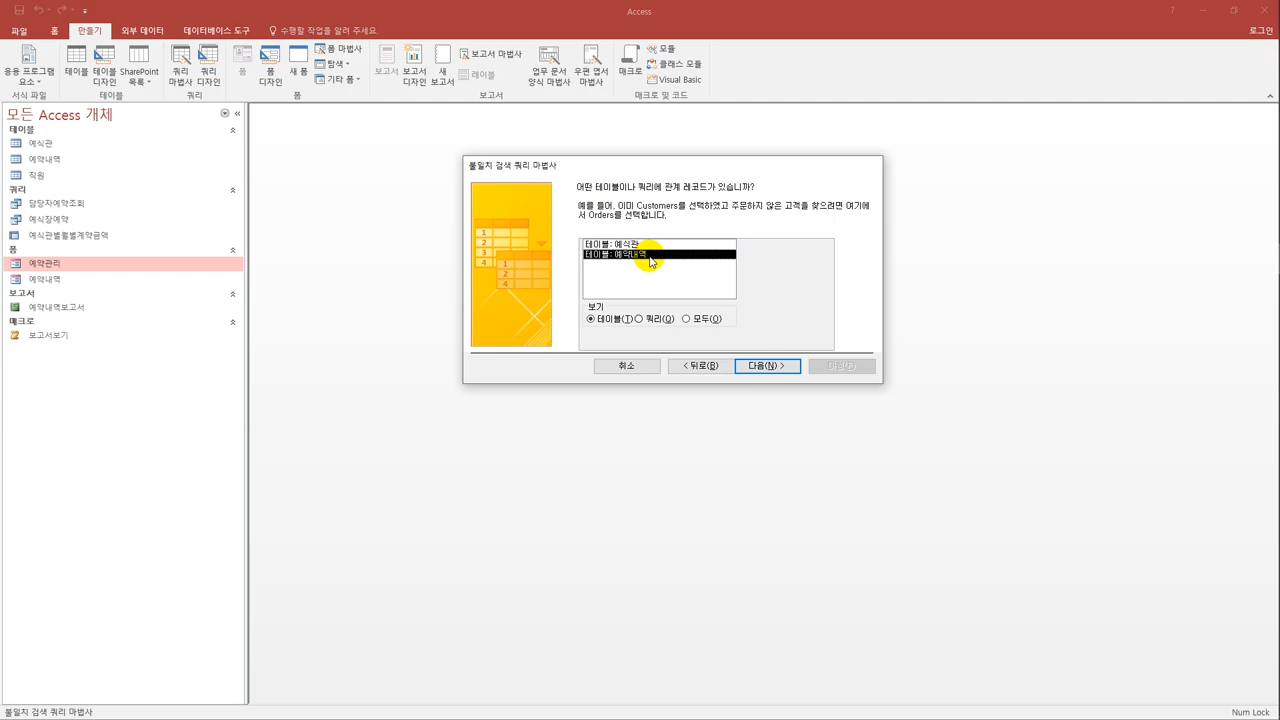 Access
파일 홈 만들기 외부 데이터 데이터베이스 도구 수행할 작업을 알려 주세요. 로그인
응용 프로그램 요소 테이블 테이블 디자인 SharePoint 목록 쿼리 마법사 쿼리 디자인 폼 폼 디자인 새 폼 폼 마법사 탐색 기타 폼 보고서 보고서 디자인 새 보고서 보고서 마법사 레이블 업무 문서 양식 마법사 우편 엽서 마법사 매크로 모듈 클래스 모듈 Visual Basic
서식 파일 테이블 쿼리 폼 보고서 매크로 및 코드
모든 Access 개체
테이블
예식관
예약내역
직원
쿼리
담당자예약조회
예식장예약
예식관별월별계약금액
폼
예약관리
예약내역
보고서
예약내역보고서
매크로
보고서보기
불일치 검색 쿼리 마법사
어떤 테이블이나 쿼리에 관계 레코드가 있습니까?
예를 들어, 이미 Customers를 선택하였고 주문하지 않은 고객을 찾으려면 여기에
서 Orders를 선택합니다.
1
2
3
4
1
2
4
테이블: 예식관
테이블: 예약내역
보기
테이블(T) 쿼리(Q) 모두(O)
취소 < 뒤로(B) 다음(N) > 마침(F)
불일치 검색 쿼리 마법사 Num Lock